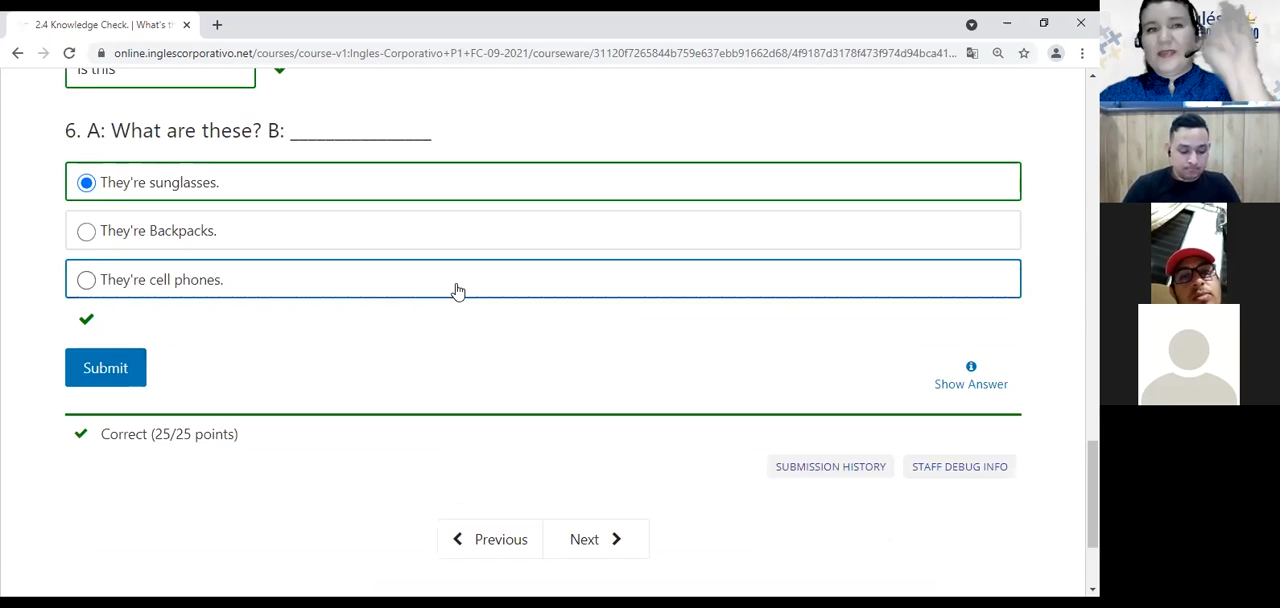 2.4 Knowledge Check. | What's th
online.inglescorporativo.net/courses/course-v1:Ingles-Corporativo+P1+FC-09-2021/courseware/31120f7265844b759e637ebb91662d68/4f9187d3178f473f974d94bca41...
is this
6. A: What are these? B: ________________
They're sunglasses.
They're Backpacks.
They're cell phones.
Submit
Show Answer
Correct (25/25 points)
SUBMISSION HISTORY
STAFF DEBUG INFO
Previous
Next